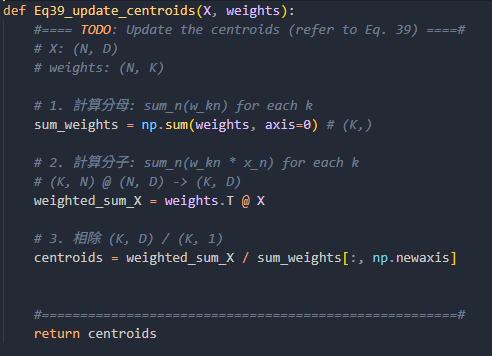 def Eq39_update_centroids(X, weights):
#==== TODO: Update the centroids (refer to Eq. 39) ====#
# X: (N, D)
# weights: (N, K)
# 1. 計算分母: sum_n(w_kn) for each k
sum_weights = np.sum(weights, axis=0) # (K,)
# 2. 計算分子: sum_n(w_kn * x_n) for each k
# (K, N) @ (N, D) -> (K, D)
weighted_sum_X = weights.T @ X
# 3. 相除 (K, D) / (K, 1)
centroids = weighted_sum_X / sum_weights[:, np.newaxis]
#====================================================#
return centroids